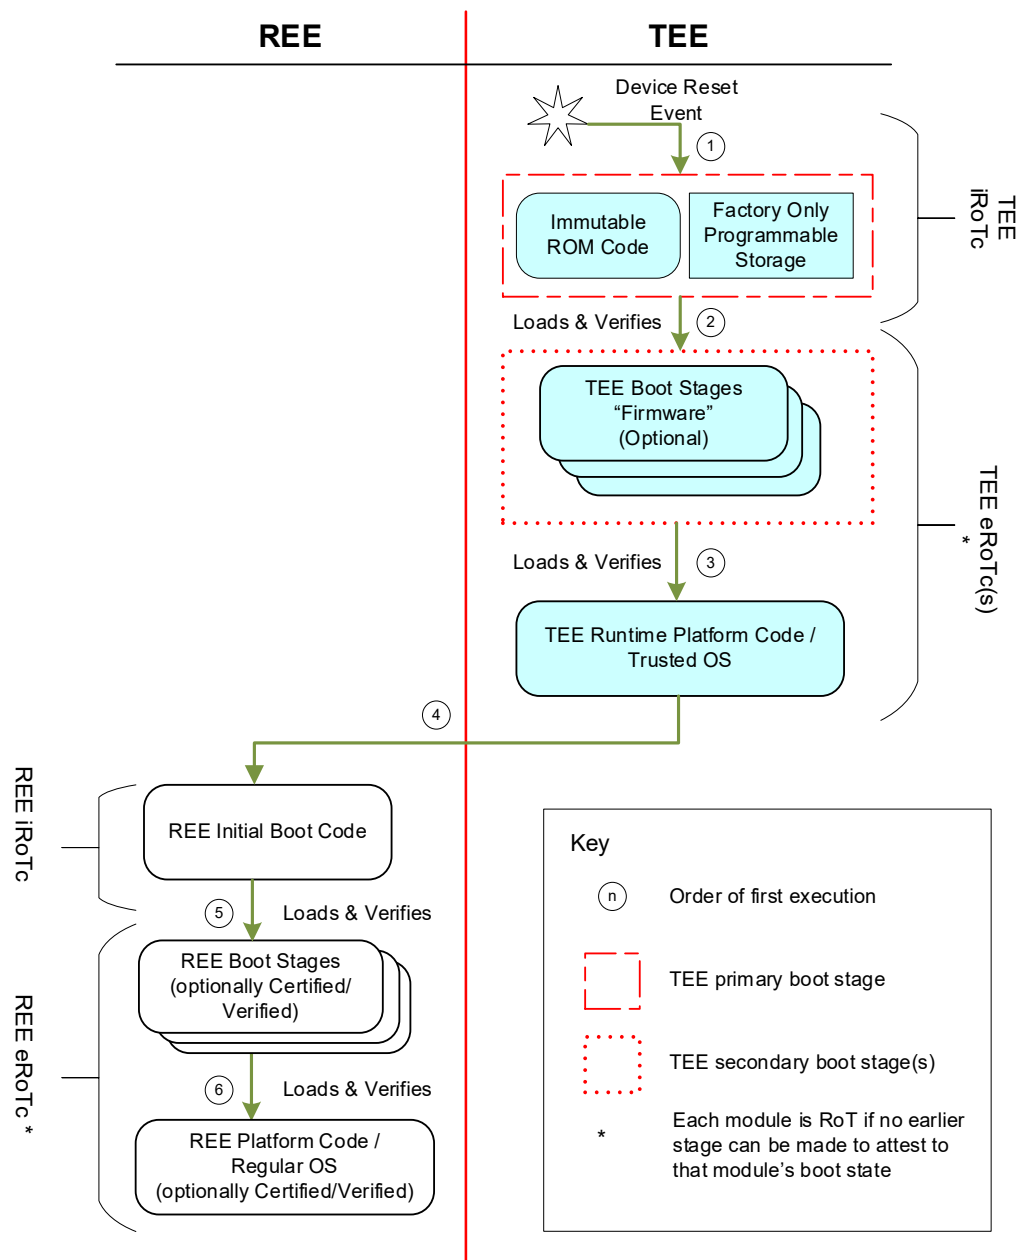 REE
TEE
Device Reset
Event
1
Immutable
ROM Code
Factory Only
Programmable
Storage
TEE
iRoTc
Loads & Verifies
2
TEE Boot Stages
“Firmware”
(Optional)
TEE eRoTc(s)
*
Loads & Verifies
3
TEE Runtime Platform Code /
Trusted OS
4
REE iRoTc
REE Initial Boot Code
5
Loads & Verifies
REE Boot Stages
(optionally Certified/
Verified)
REE eRoTc *
6
Loads & Verifies
REE Platform Code /
Regular OS
(optionally Certified/Verified)
Key
n
Order of first execution
TEE primary boot stage
TEE secondary boot stage(s)
*
Each module is RoT if no earlier
stage can be made to attest to
that module’s boot state